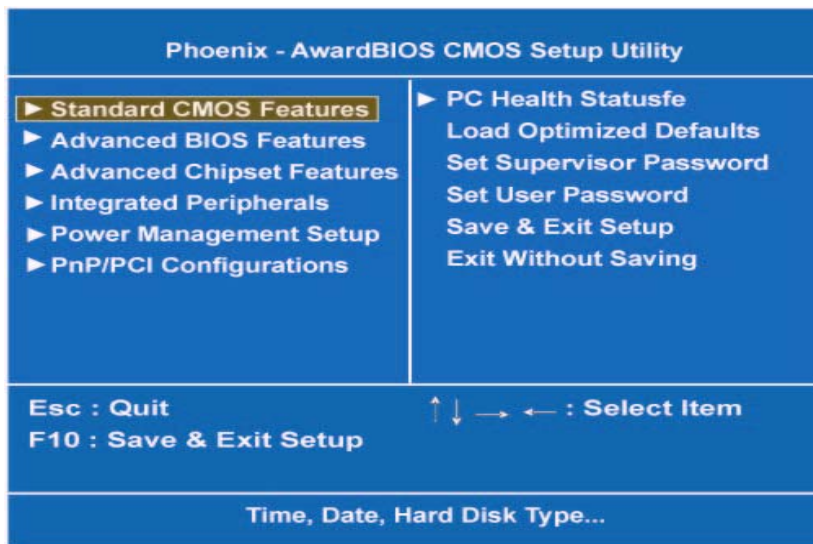 Phoenix - AwardBIOS CMOS Setup Utility
► Standard CMOS Features
► Advanced BIOS Features
► Advanced Chipset Features
► Integrated Peripherals
► Power Management Setup
► PnP/PCI Configurations
► PC Health Statusfe
Load Optimized Defaults
Set Supervisor Password
Set User Password
Save & Exit Setup
Exit Without Saving
Esc : Quit
F10 : Save & Exit Setup
↑ ↓ → ← : Select Item
Time, Date, Hard Disk Type...